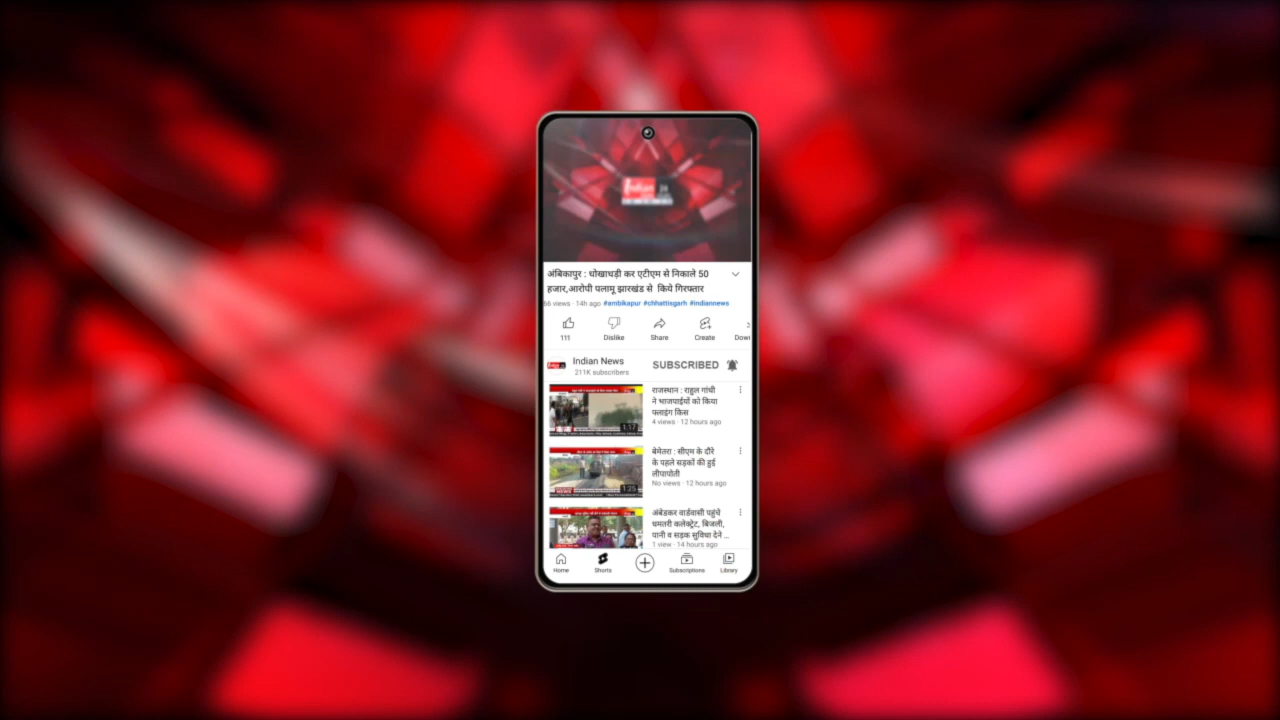 Indian 24
अंबिकापुर : धोखाधड़ी कर एटीएम से निकाले 50
हजार,आरोपी पलामू झारखंड से किये गिरफ्तार
66 views · 14h ago #ambikapur #chhattisgarh #indiannews
111 Dislike Share Create Down
Indian News SUBSCRIBED
211K subscribers
राजस्थान : राहुल गांधी
ने भाजपाईयों को किया
फ्लाइंग किस
4 views · 12 hours ago
1:17
बेमेतरा : सीएम के दौरे
के पहले सड़कों की हुई
लीपापोती
No views · 12 hours ago
1:25
अंबेडकर वार्डवासी पहुंचे
धमतरी कलेक्ट्रेट, बिजली,
पानी व सड़क सुविधा देने ...
1 view · 14 hours ago
Home Shorts Subscriptions Library